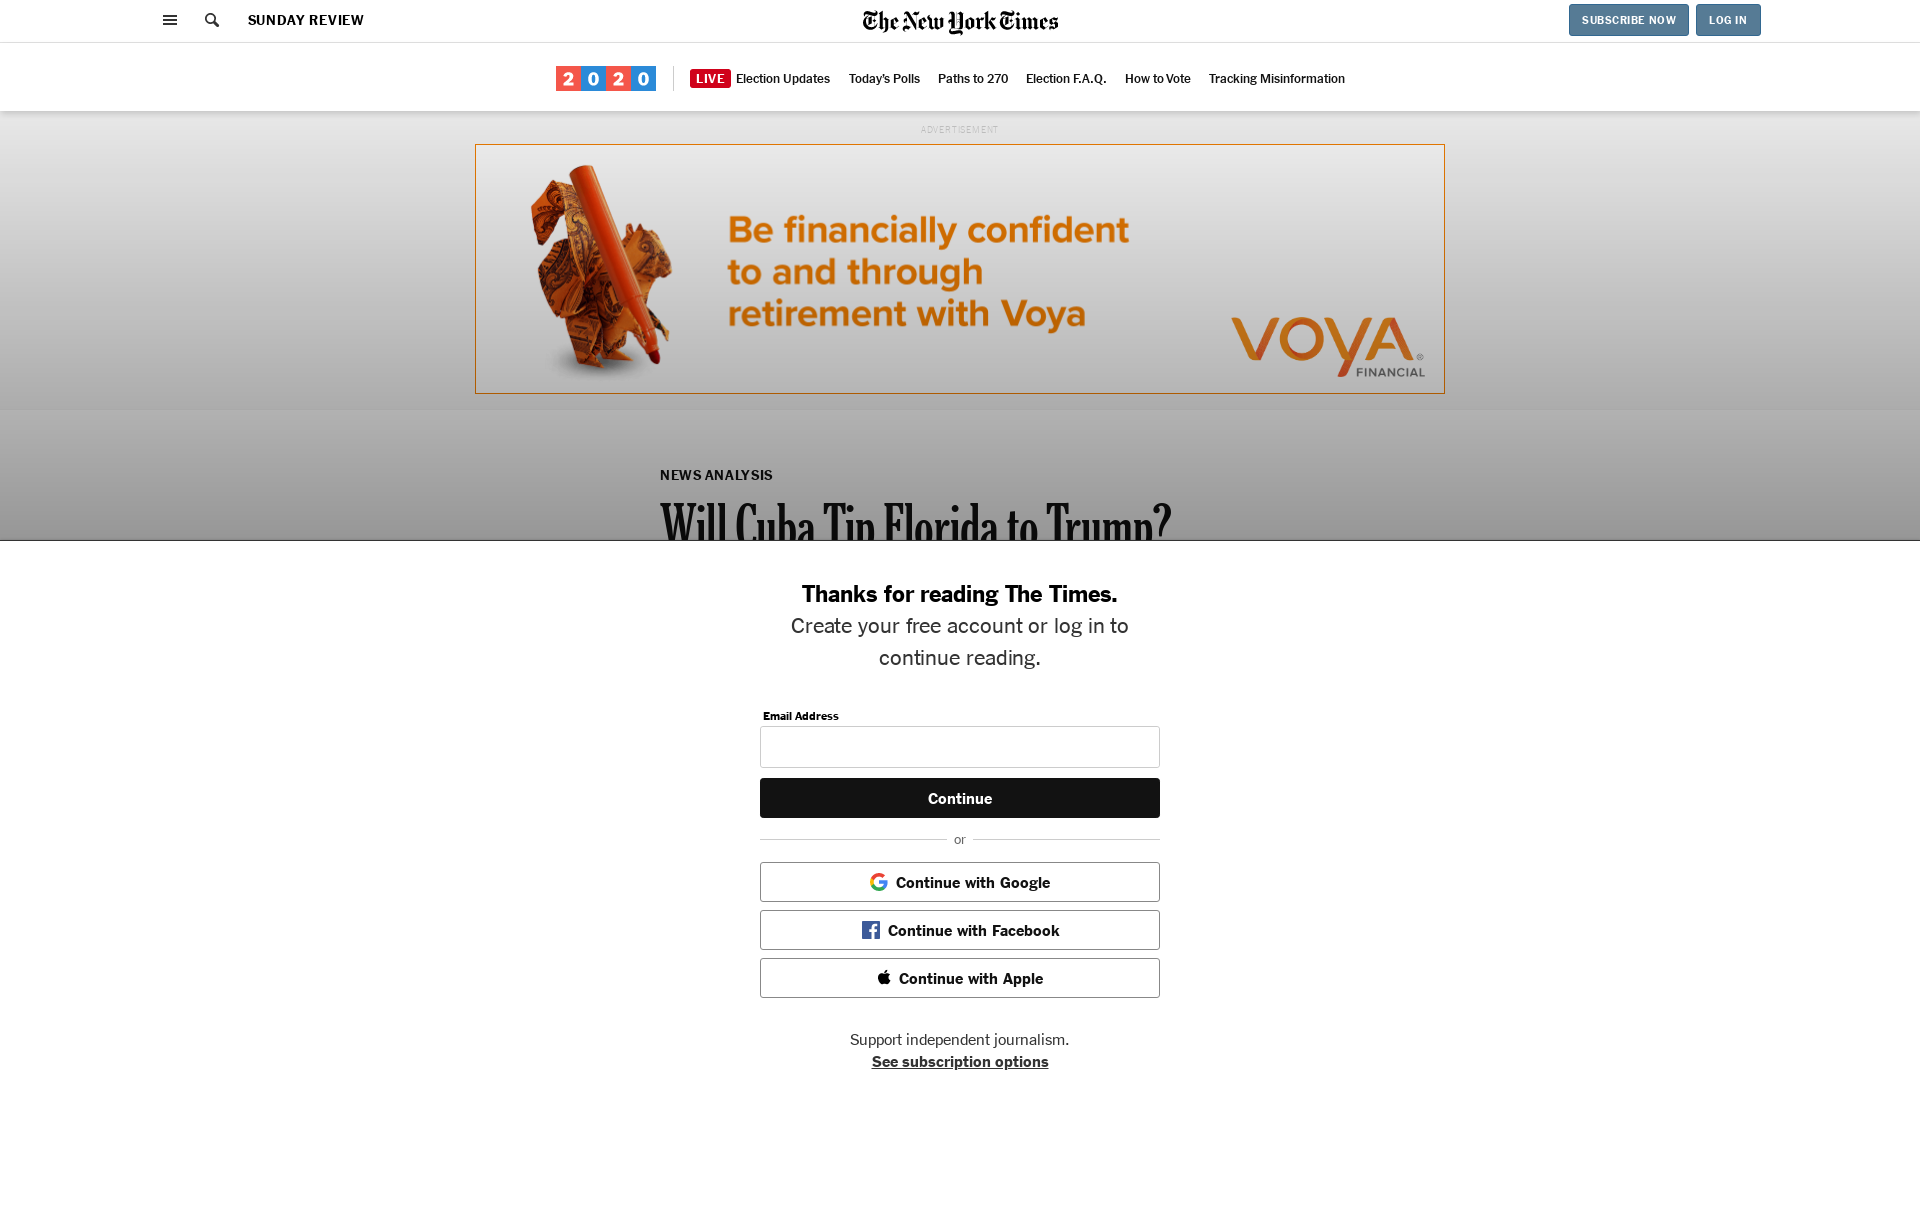 SUNDAY REVIEW
The New York Times
SUBSCRIBE NOW
LOG IN
2020
LIVE Election Updates
Today's Polls
Paths to 270
Election F.A.Q.
How to Vote
Tracking Misinformation
ADVERTISEMENT
Be financially confident
to and through
retirement with Voya
VOYA®
FINANCIAL
NEWS ANALYSIS
Will Cuba Tip Florida to Trump?
Thanks for reading The Times.
Create your free account or log in to
continue reading.
Email Address
Continue
or
Continue with Google
Continue with Facebook
Continue with Apple
Support independent journalism.
See subscription options